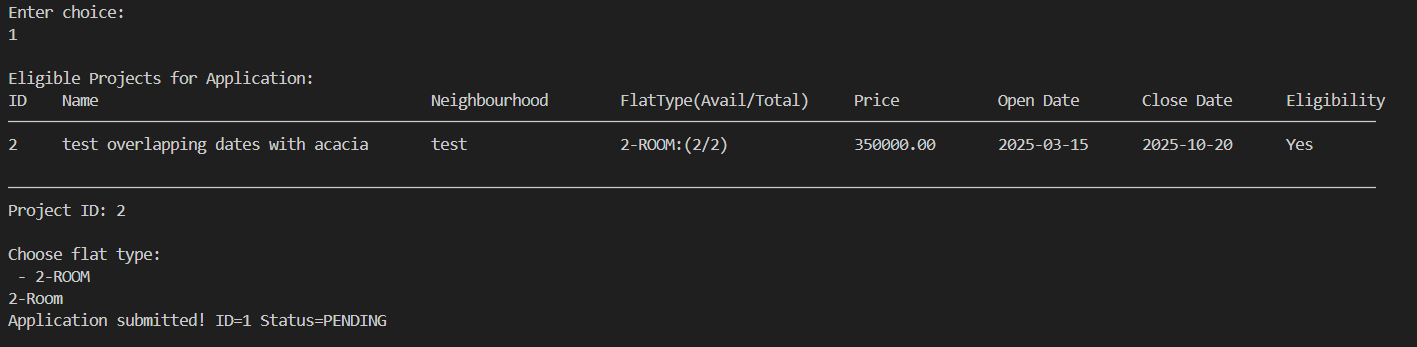 Enter choice:
1
Eligible Projects for Application:
ID Name Neighbourhood FlatType(Avail/Total) Price Open Date Close Date Eligibility
2 test overlapping dates with acacia test 2-ROOM:(2/2) 350000.00 2025-03-15 2025-10-20 Yes
Project ID: 2
Choose flat type:
- 2-ROOM
2-Room
Application submitted! ID=1 Status=PENDING